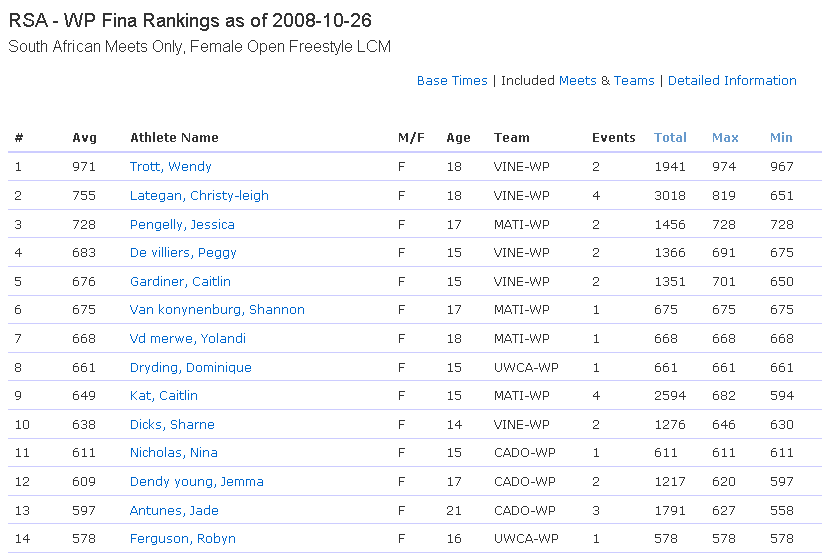 RSA - WP Fina Rankings as of 2008-10-26
South African Meets Only, Female Open Freestyle LCM
Base Times | Included Meets & Teams | Detailed Information
# Avg Athlete Name M/F Age Team Events Total Max Min
1 971 Trott, Wendy F 18 VINE-WP 2 1941 974 967
2 755 Lategan, Christy-leigh F 18 VINE-WP 4 3018 819 651
3 728 Pengelly, Jessica F 17 MATI-WP 2 1456 728 728
4 683 De villiers, Peggy F 15 VINE-WP 2 1366 691 675
5 676 Gardiner, Caitlin F 15 VINE-WP 2 1351 701 650
6 675 Van konynenburg, Shannon F 17 MATI-WP 1 675 675 675
7 668 Vd merwe, Yolandi F 18 MATI-WP 1 668 668 668
8 661 Dryding, Dominique F 15 UWCA-WP 1 661 661 661
9 649 Kat, Caitlin F 15 MATI-WP 4 2594 682 594
10 638 Dicks, Sharne F 14 VINE-WP 2 1276 646 630
11 611 Nicholas, Nina F 15 CADO-WP 1 611 611 611
12 609 Dendy young, Jemma F 17 CADO-WP 2 1217 620 597
13 597 Antunes, Jade F 21 CADO-WP 3 1791 627 558
14 578 Ferguson, Robyn F 16 UWCA-WP 1 578 578 578